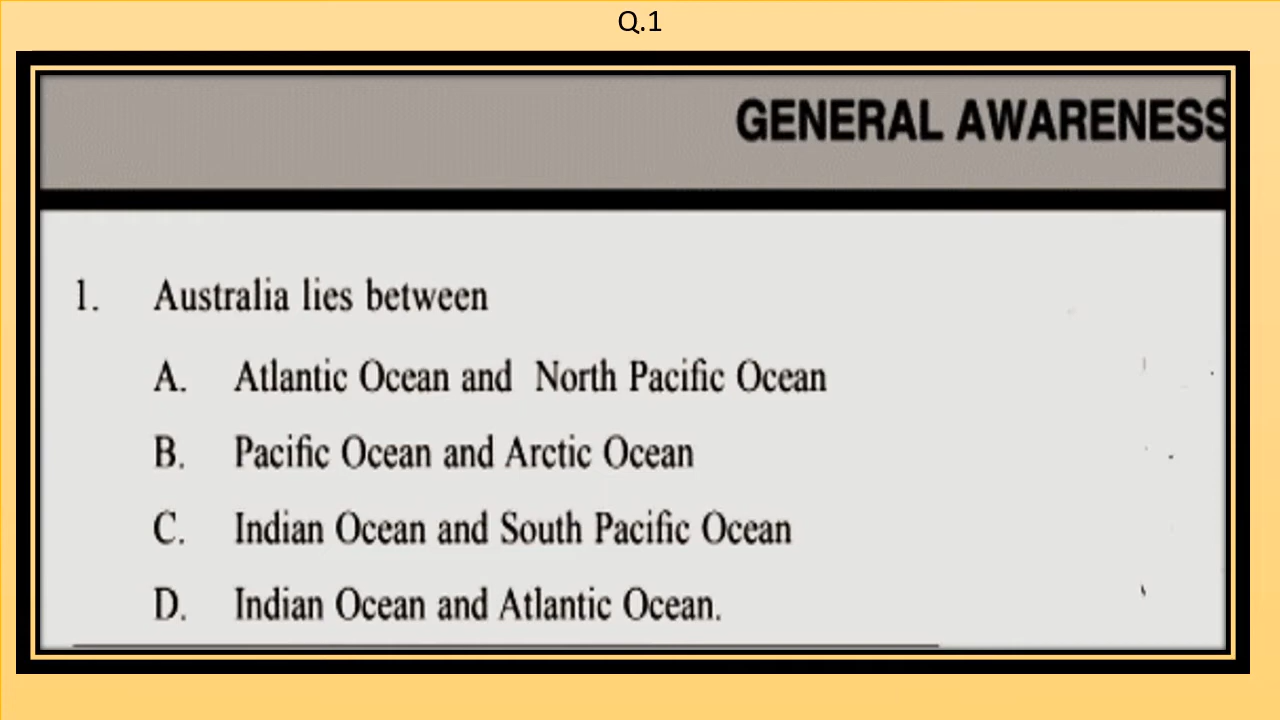 Q.1
GENERAL AWARENESS
1. Australia lies between
A. Atlantic Ocean and North Pacific Ocean
B. Pacific Ocean and Arctic Ocean
C. Indian Ocean and South Pacific Ocean
D. Indian Ocean and Atlantic Ocean.